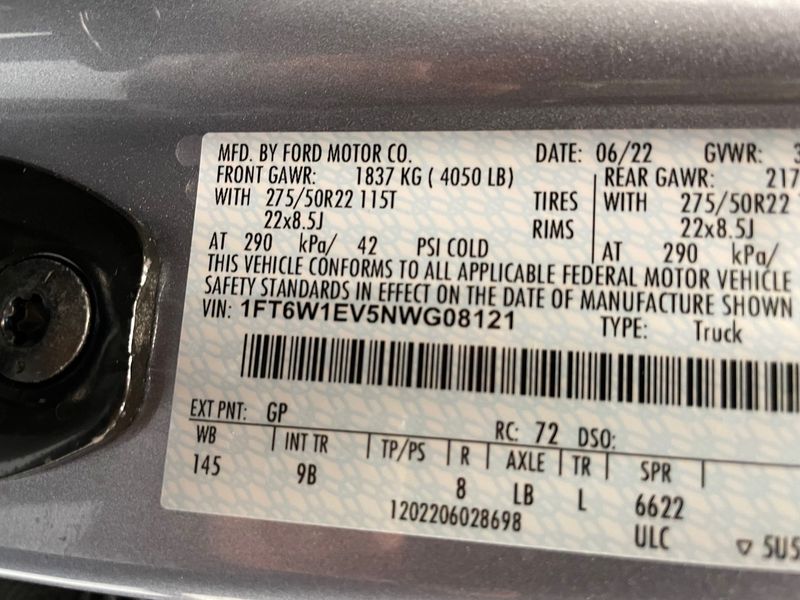 MFD. BY FORD MOTOR CO. DATE: 06/22 GVWR: 3
FRONT GAWR: 1837 KG ( 4050 LB) REAR GAWR: 217
WITH 275/50R22 115T TIRES WITH 275/50R22
22x8.5J RIMS 22x8.5J
AT 290 kPa/ 42 PSI COLD AT 290 kPa/
THIS VEHICLE CONFORMS TO ALL APPLICABLE FEDERAL MOTOR VEHICLE
SAFETY STANDARDS IN EFFECT ON THE DATE OF MANUFACTURE SHOWN
VIN: 1FT6W1EV5NWG08121 TYPE: Truck
EXT PNT: GP RC: 72 DSO:
WB INT TR TP/PS R AXLE TR SPR
145 9B 8 LB L 6622
1202206028698 ULC ▽ 5U5